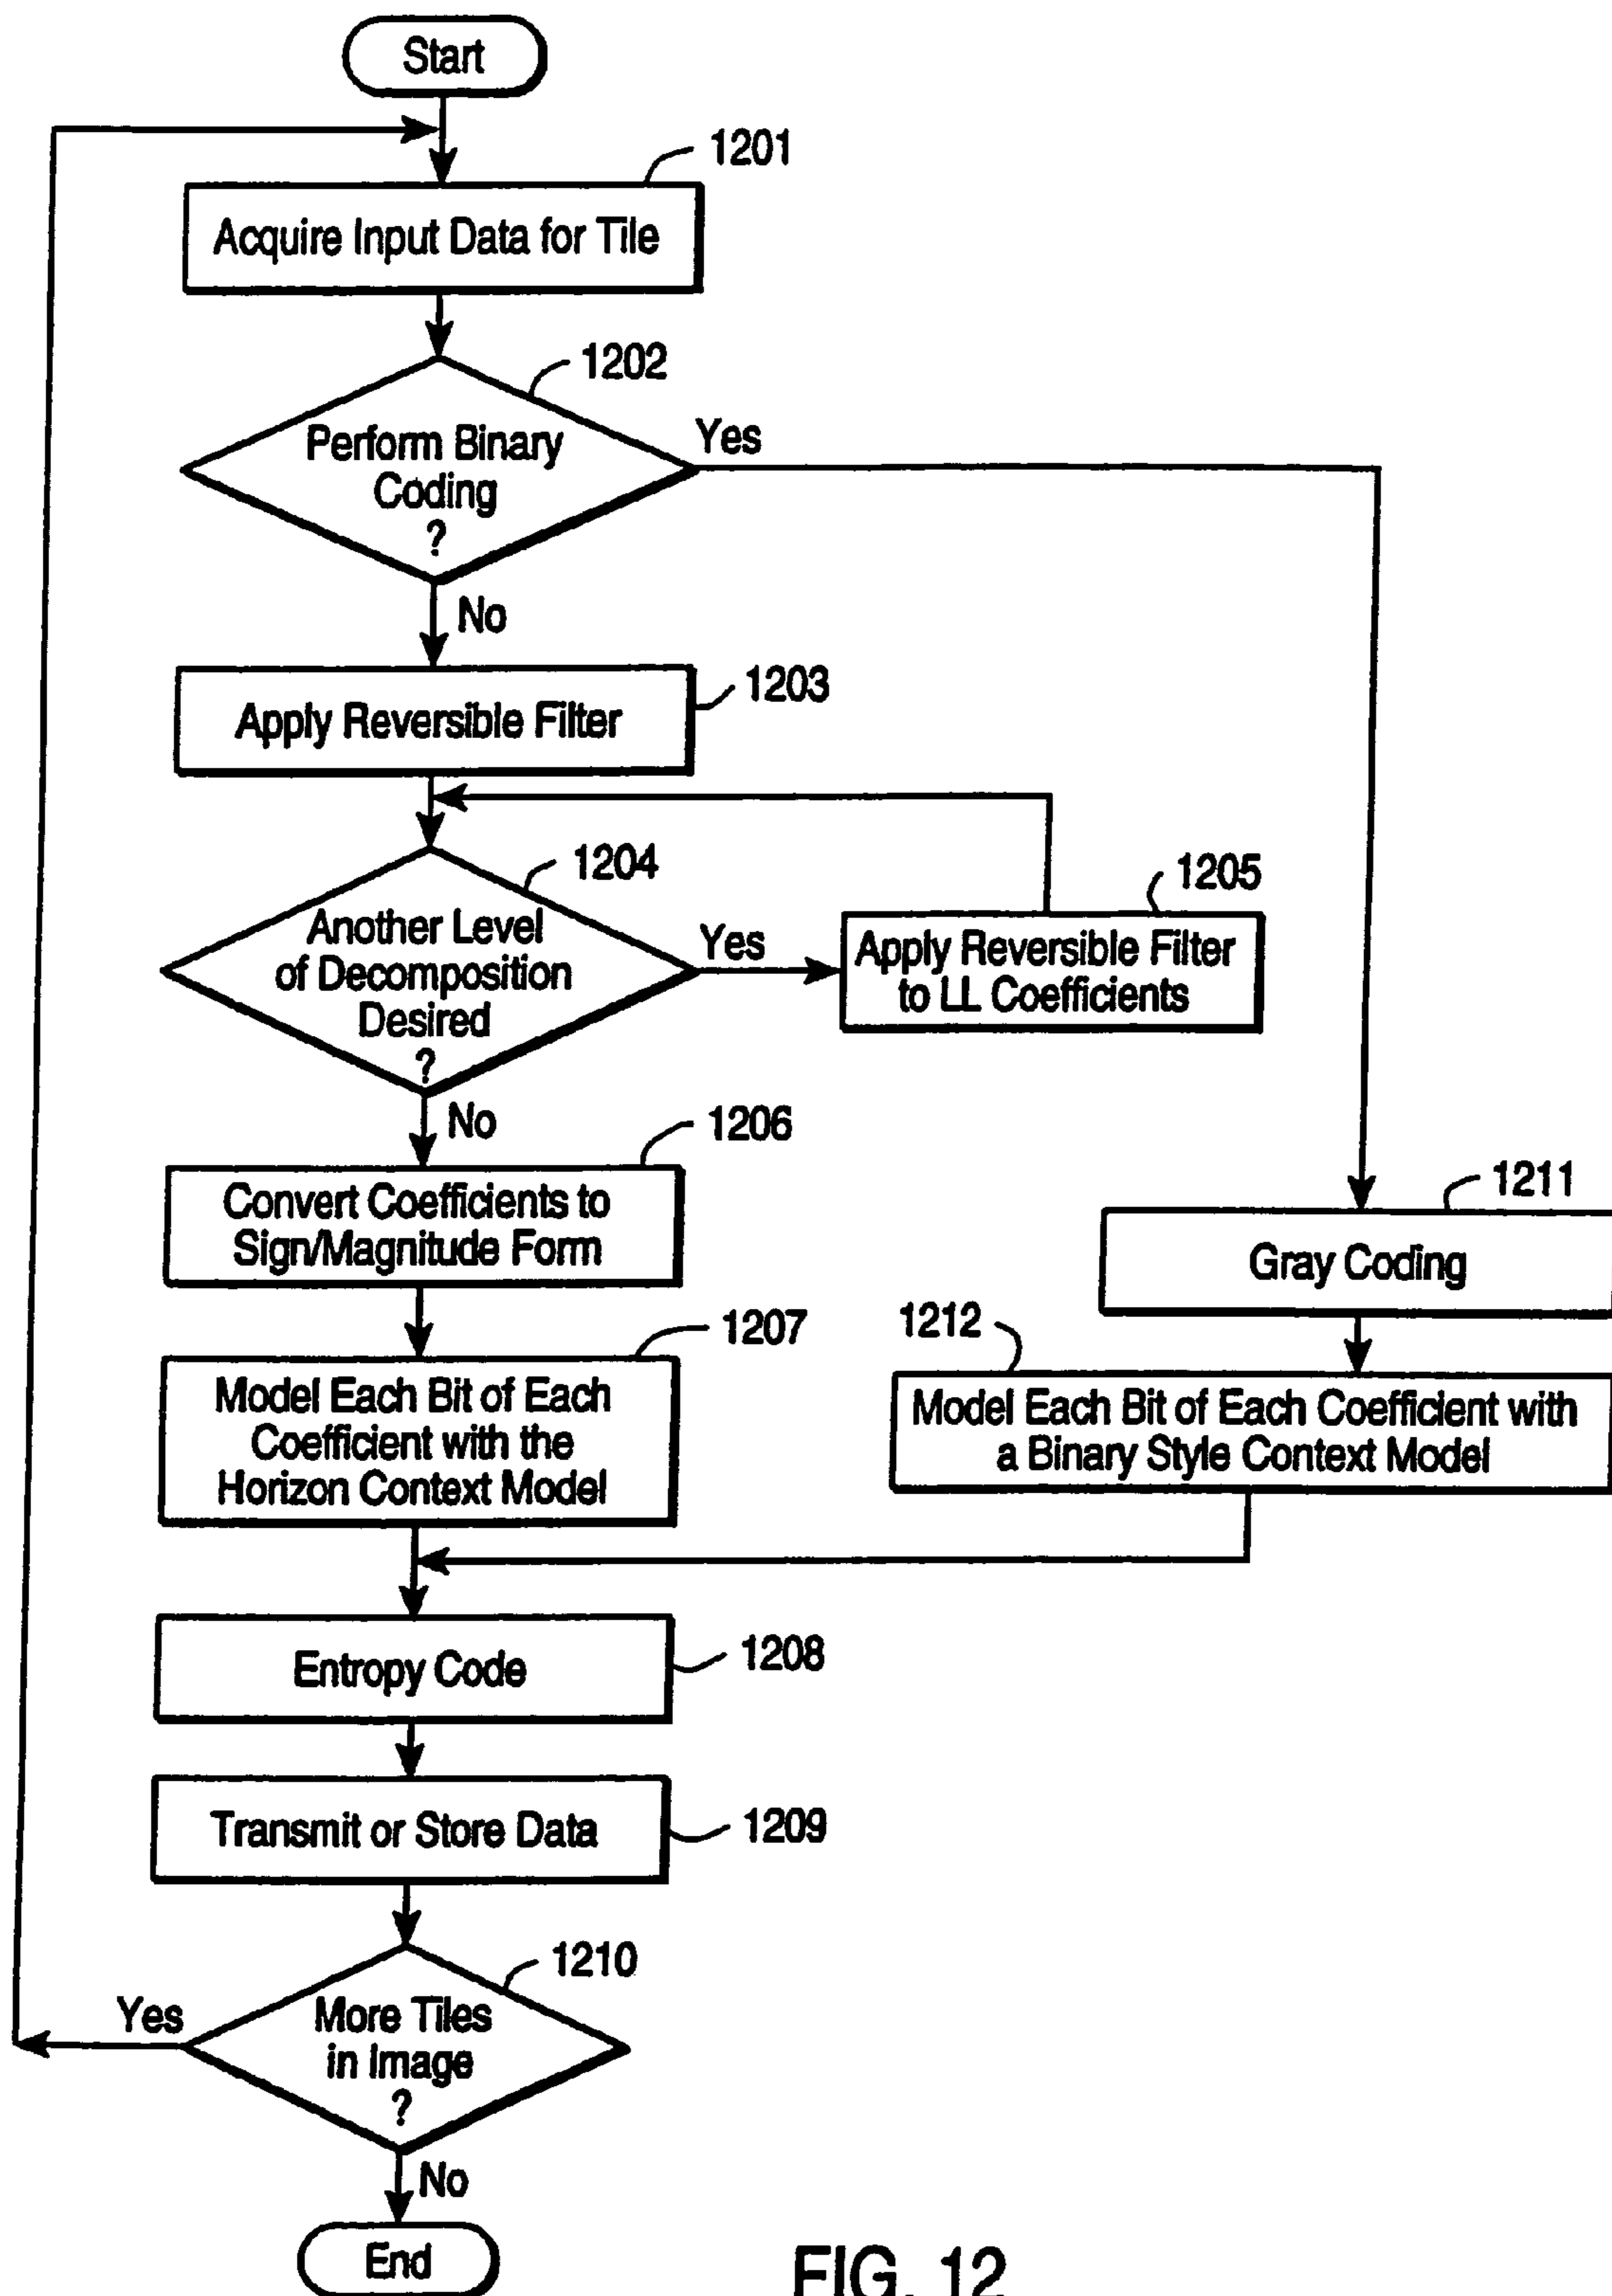 Start
1201
Acquire Input Data for Tile
1202
Perform Binary
Coding
?
Yes
No
1203
Apply Reversible Filter
1204
Another Level
of Decomposition
Desired
?
Yes
1205
Apply Reversible Filter
to LL Coefficients
No
1206
Convert Coefficients to
Sign/Magnitude Form
1211
Gray Coding
1207
Model Each Bit of Each
Coefficient with the
Horizon Context Model
1212
Model Each Bit of Each Coefficient with
a Binary Style Context Model
1208
Entropy Code
1209
Transmit or Store Data
1210
More Tiles
in Image
?
Yes
No
End
FIG. 12